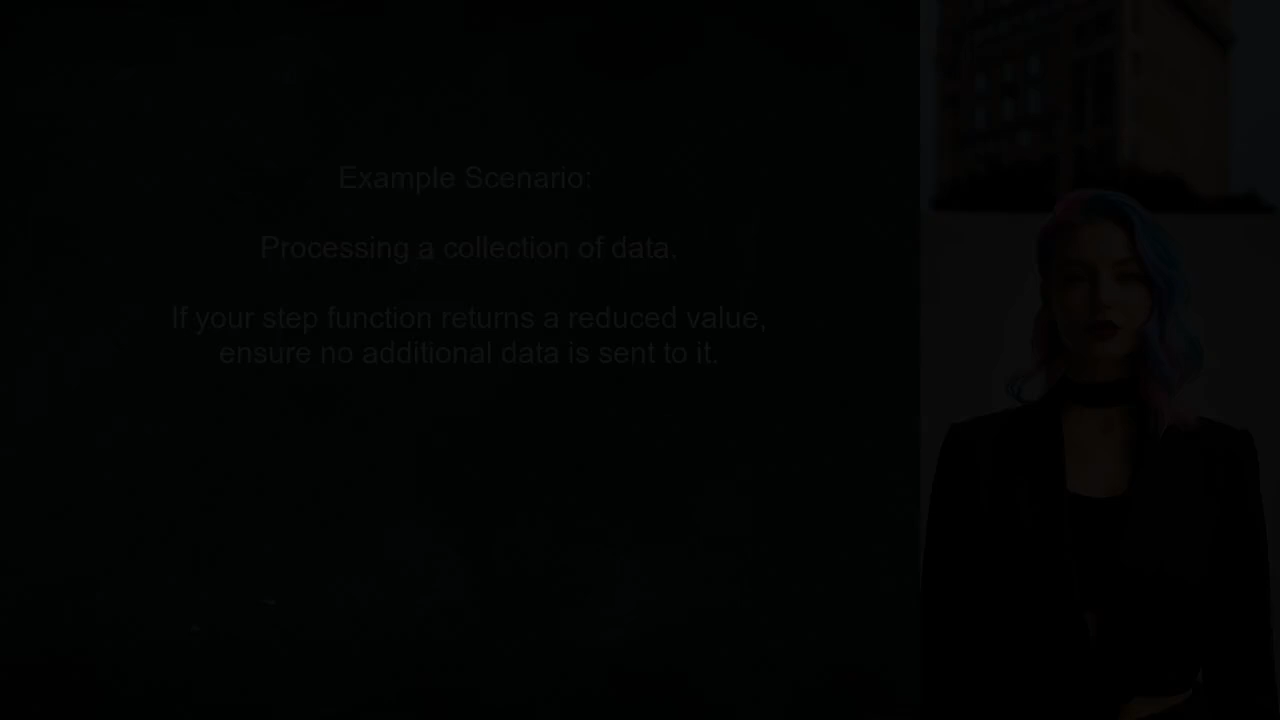 Example Scenario:
Processing a collection of data.
If your step function returns a reduced value,
ensure no additional data is sent to it.